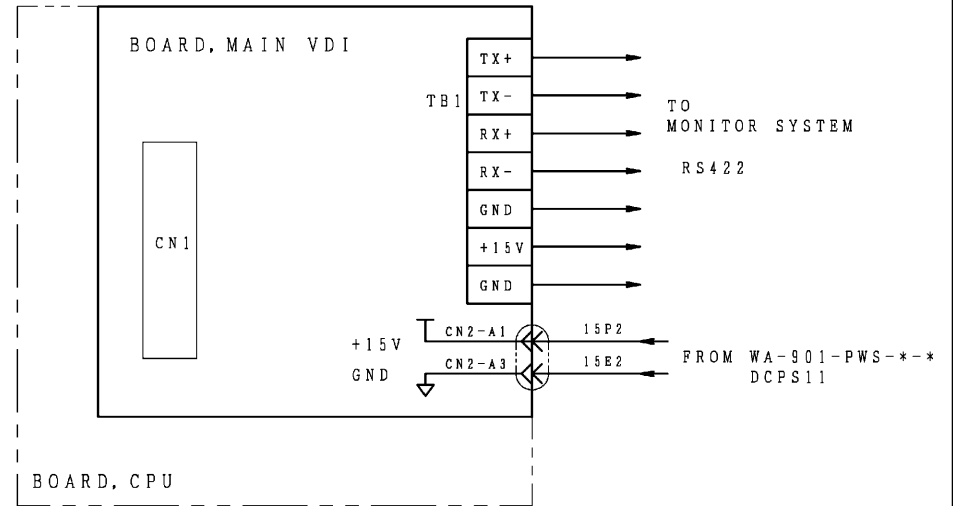 BOARD, MAIN VDI
TB1
TX+
TX-
RX+
RX-
GND
+15V
GND
TO
MONITOR SYSTEM
RS422
CN1
+15V CN2-A1 15P2
GND CN2-A3 15E2
FROM WA-901-PWS-*-*
DCPS11
BOARD, CPU